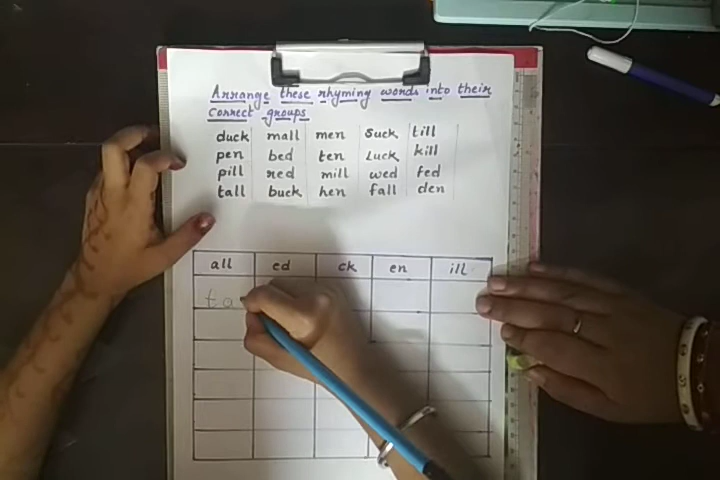 Arrange these rhyming words into their
correct groups
duck mall men suck till
pen bed ten Luck kill
pill red mill wed fed
tall buck hen fall den
all ed ck en ill
ta